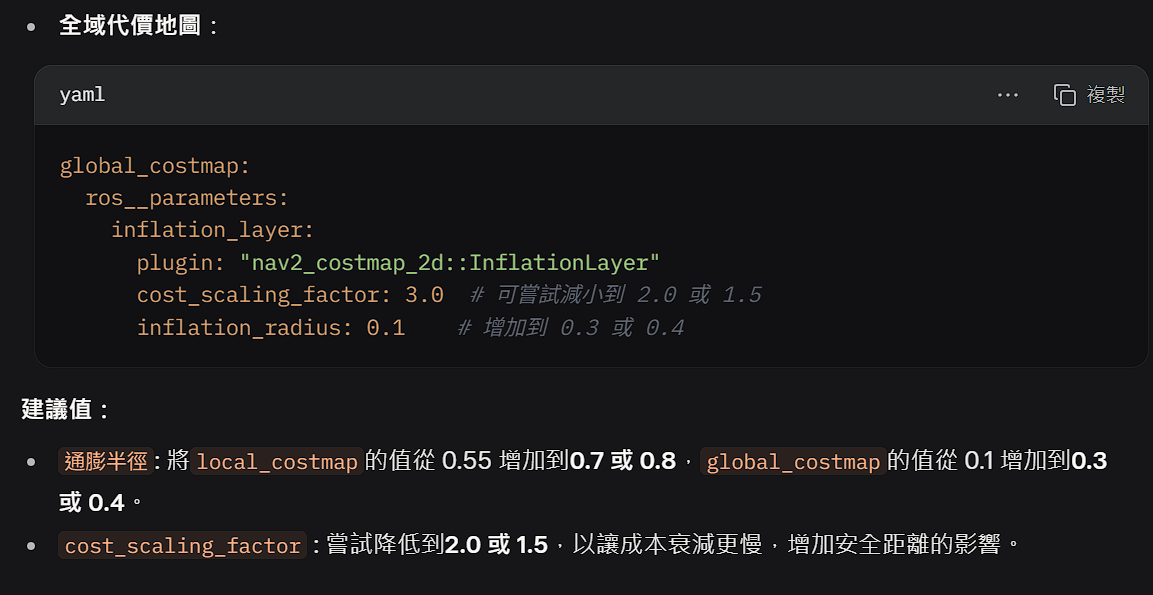 • 全域代價地圖：
yaml
··· 複製
global_costmap:
  ros__parameters:
    inflation_layer:
      plugin: "nav2_costmap_2d::InflationLayer"
      cost_scaling_factor: 3.0  # 可嘗試減小到 2.0 或 1.5
      inflation_radius: 0.1    # 增加到 0.3 或 0.4
建議值：
• 通膨半徑：將 local_costmap 的值從 0.55 增加到0.7 或 0.8，global_costmap 的值從 0.1 增加到0.3
或 0.4。
• cost_scaling_factor：嘗試降低到2.0 或 1.5，以讓成本衰減更慢，增加安全距離的影響。